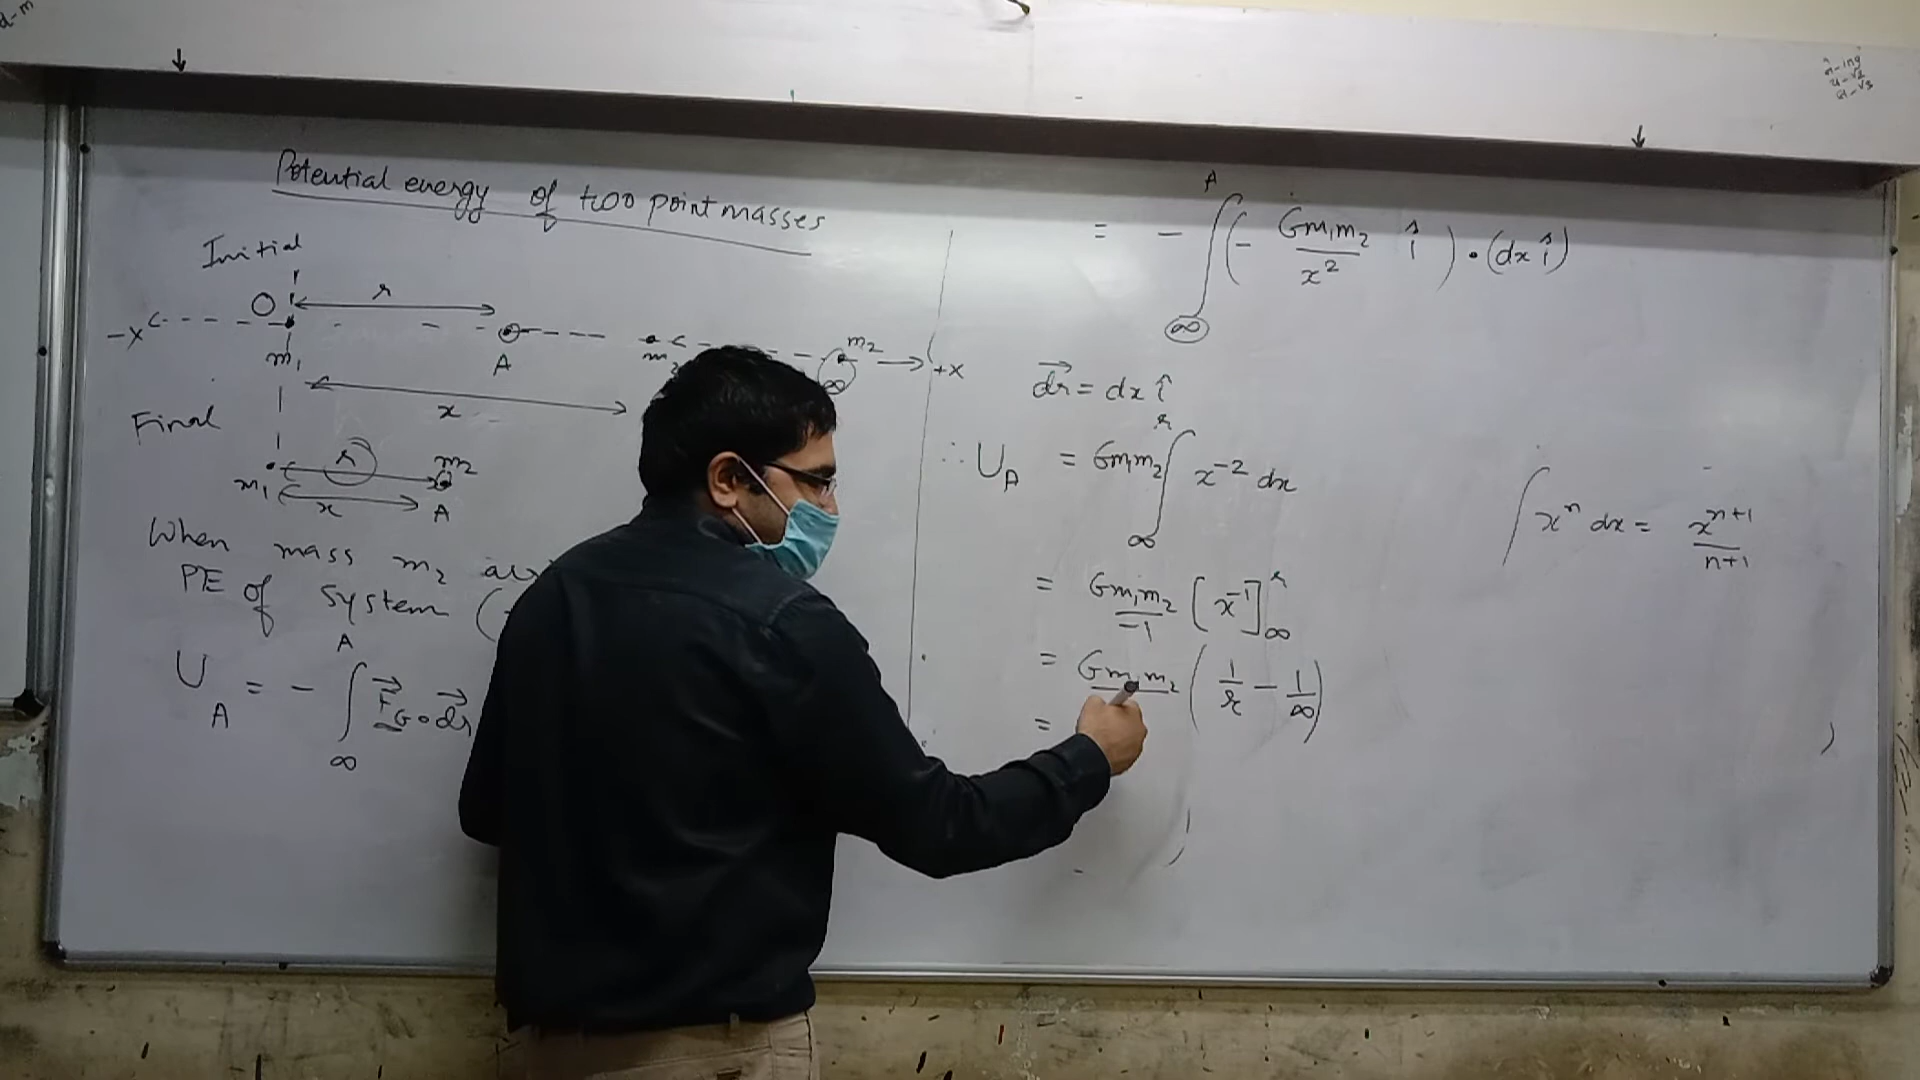 Potential energy of two point masses
Initial
O r
-X m₁ A m₂ m₂ ∞ +X
x
Final
r m₂
m₁ x A
When mass m₂
PE of system (
U_A = - ∫_∞^A F⃗_G • dr⃗
= - ∫_∞^A (- Gm₁m₂/x² î) • (dx î)
dr⃗ = dx î
∴ U_A = Gm₁m₂ ∫_∞^r x⁻² dx
= Gm₁m₂/-1 [x⁻¹]_∞^r
= Gm₁m₂ (1/r - 1/∞)
=
∫ xⁿ dx = xⁿ⁺¹/n+1